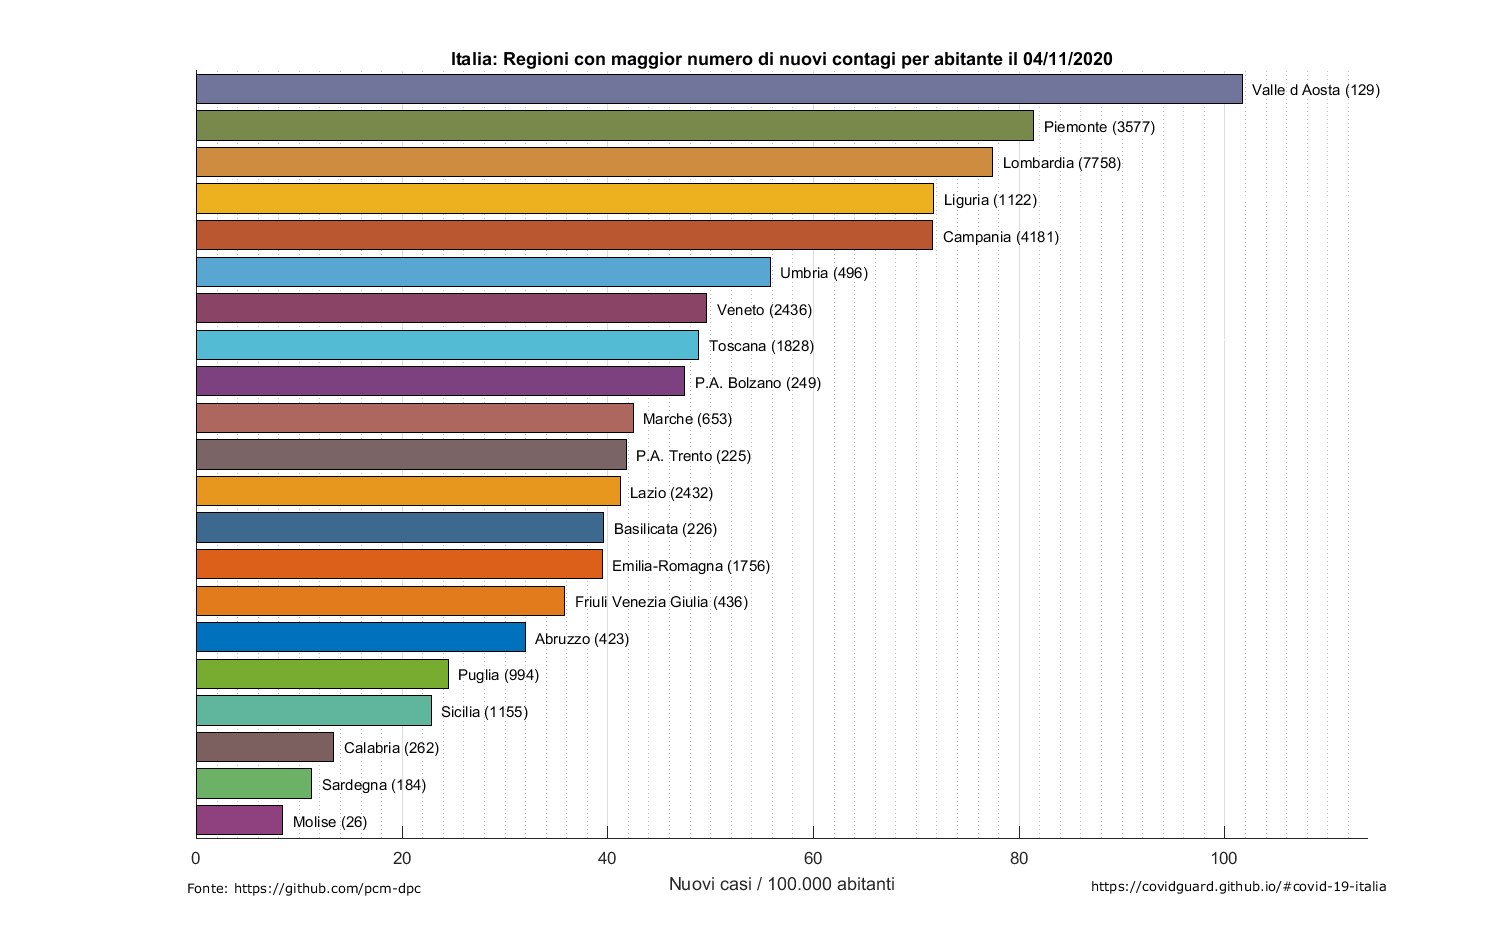 Italia: Regioni con maggior numero di nuovi contagi per abitante il 04/11/2020
Valle d Aosta (129)
Piemonte (3577)
Lombardia (7758)
Liguria (1122)
Campania (4181)
Umbria (496)
Veneto (2436)
Toscana (1828)
P.A. Bolzano (249)
Marche (653)
P.A. Trento (225)
Lazio (2432)
Basilicata (226)
Emilia-Romagna (1756)
Friuli Venezia Giulia (436)
Abruzzo (423)
Puglia (994)
Sicilia (1155)
Calabria (262)
Sardegna (184)
Molise (26)
0 20 40 60 80 100
Nuovi casi / 100.000 abitanti
Fonte: https://github.com/pcm-dpc
https://covidguard.github.io/#covid-19-italia